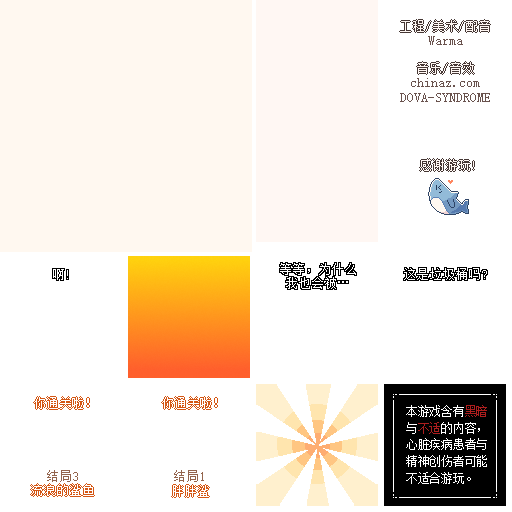 工程/美术/配音
Warma
音乐/音效
chinaz.com
DOVA-SYNDROME
感谢游玩!
啊!
等等，为什么
我也会被…
这是垃圾桶吗?
你通关啦!
结局3
流浪的鲨鱼
你通关啦!
结局1
胖胖鲨
本游戏含有黑暗
与不适的内容，
心脏疾病患者与
精神创伤者可能
不适合游玩。